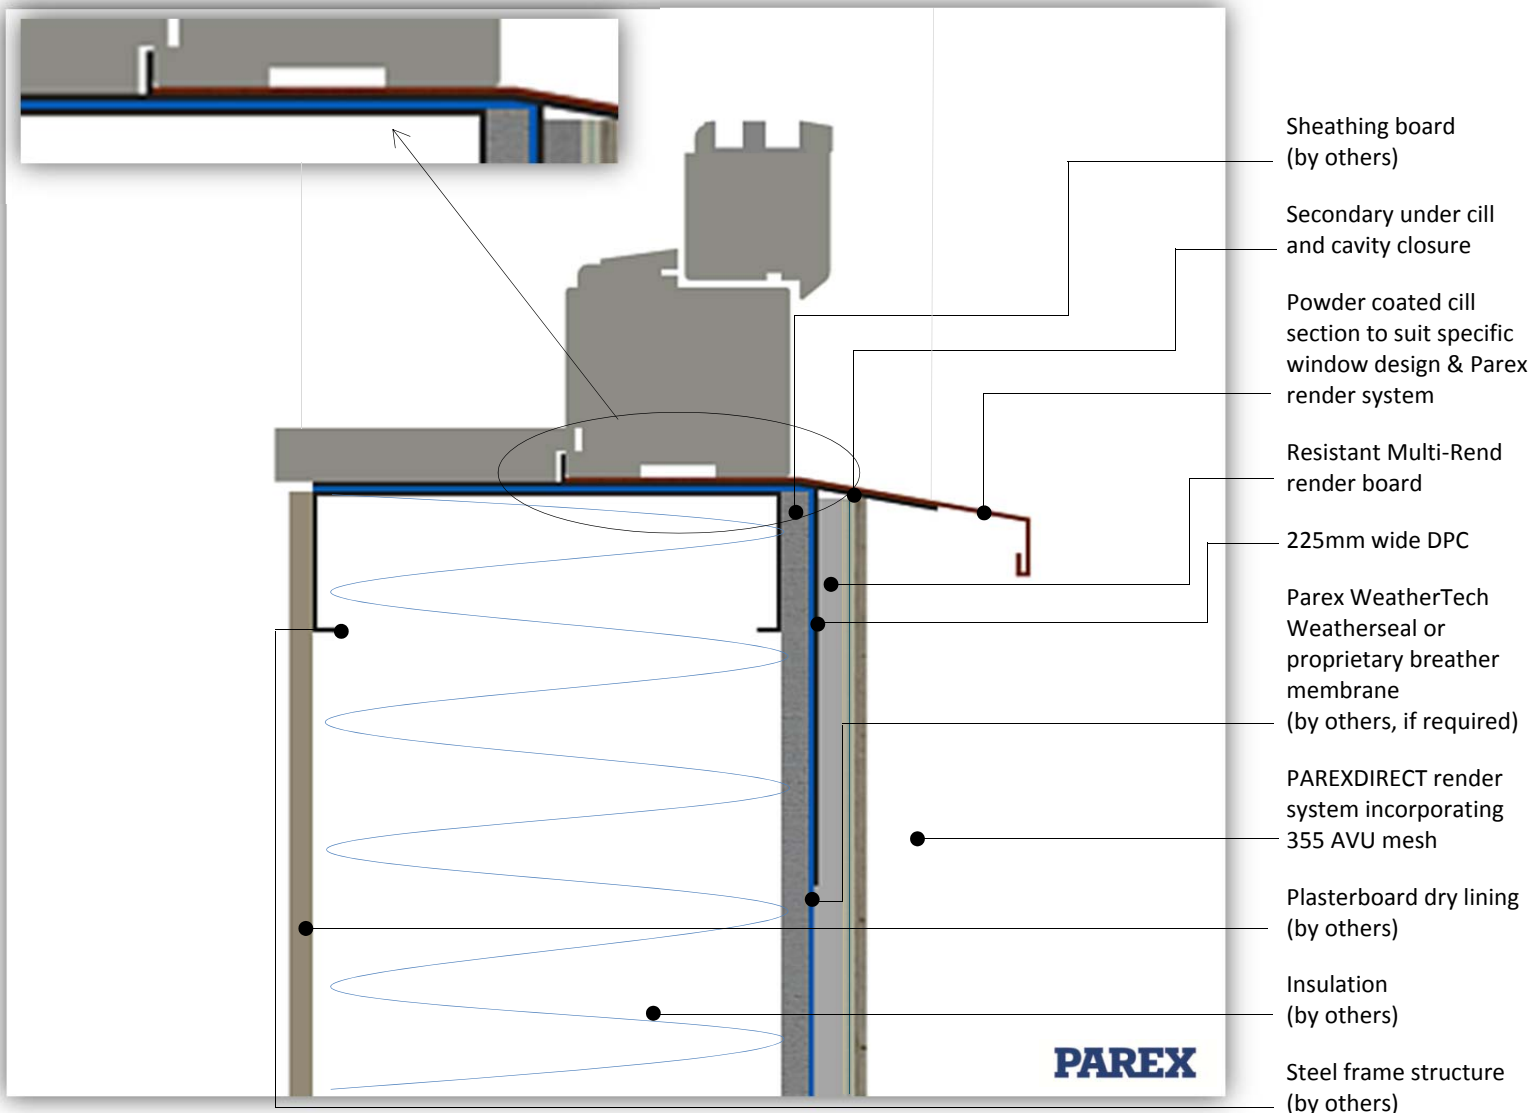 Sheathing board
(by others)
Secondary under cill
and cavity closure
Powder coated cill
section to suit specific
window design & Parex
render system
Resistant Multi-Rend
render board
225mm wide DPC
Parex WeatherTech
Weatherseal or
proprietary breather
membrane
(by others, if required)
PAREXDIRECT render
system incorporating
355 AVU mesh
Plasterboard dry lining
(by others)
Insulation
(by others)
Steel frame structure
(by others)
PAREX